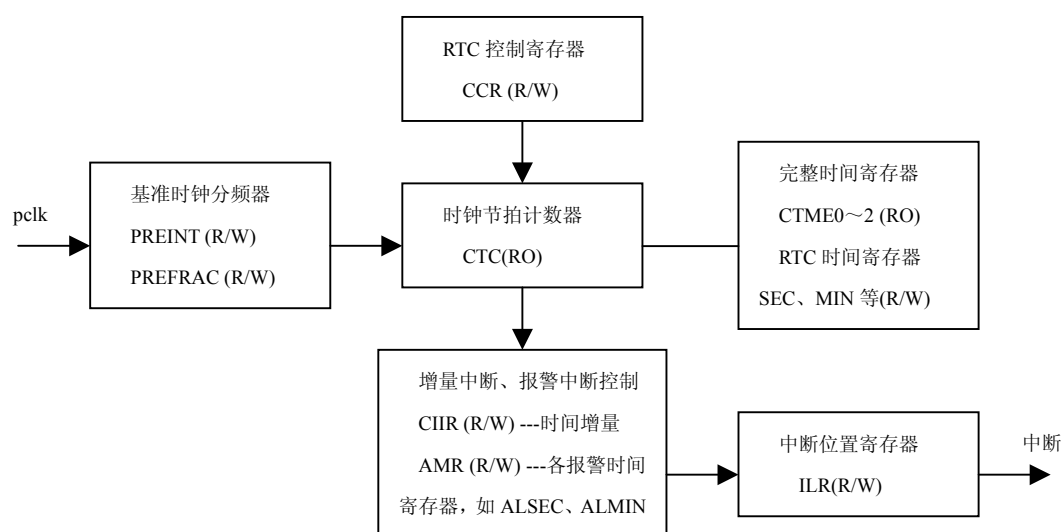 RTC 控制寄存器
CCR (R/W)
pclk
基准时钟分频器
PREINT (R/W)
PREFRAC (R/W)
时钟节拍计数器
CTC(RO)
完整时间寄存器
CTME0～2 (RO)
RTC 时间寄存器
SEC、MIN 等(R/W)
增量中断、报警中断控制
CIIR (R/W) ---时间增量
AMR (R/W) ---各报警时间
寄存器，如 ALSEC、ALMIN
中断位置寄存器
ILR(R/W)
中断